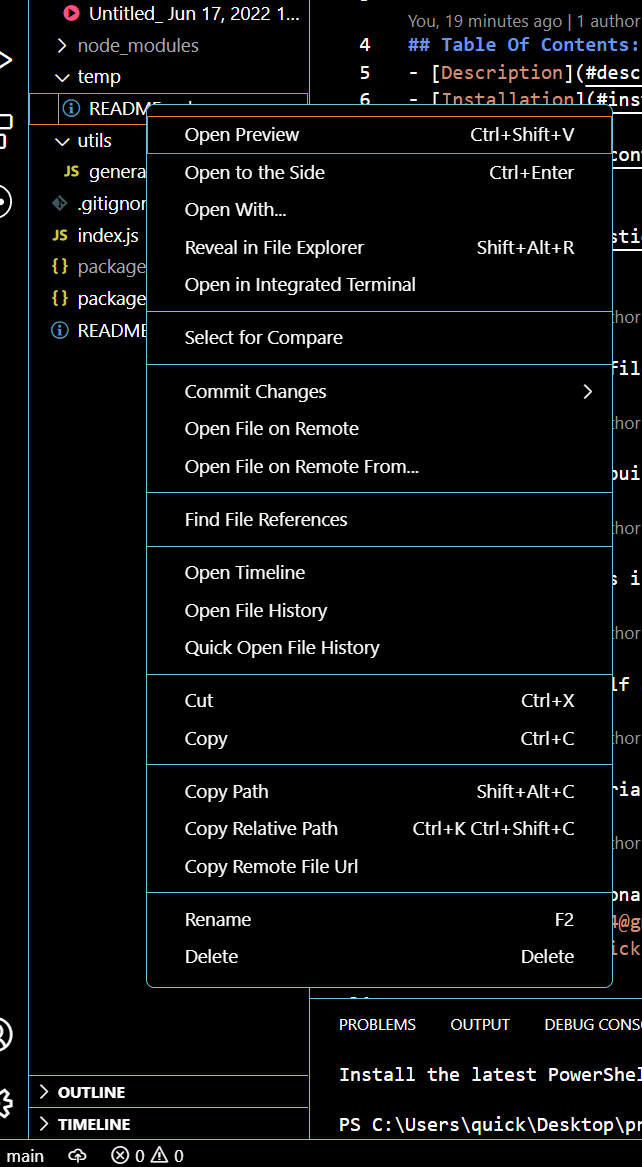 Untitled_ Jun 17, 2022 1...
node_modules
temp
README
utils
JS genera
.gitignor
JS index.js
{} package
{} package
README
You, 19 minutes ago | 1 author
4 ## Table Of Contents:
5 - [Description](#desc
6 - [Installation](#inst
Open Preview Ctrl+Shift+V
Open to the Side Ctrl+Enter
Open With...
Reveal in File Explorer Shift+Alt+R
Open in Integrated Terminal
Select for Compare
Commit Changes
Open File on Remote
Open File on Remote From...
Find File References
Open Timeline
Open File History
Quick Open File History
Cut Ctrl+X
Copy Ctrl+C
Copy Path Shift+Alt+C
Copy Relative Path Ctrl+K Ctrl+Shift+C
Copy Remote File Url
Rename F2
Delete Delete
PROBLEMS OUTPUT DEBUG CONS
Install the latest PowerShel
PS C:\Users\quick\Desktop\pr
OUTLINE
TIMELINE
main 0 0